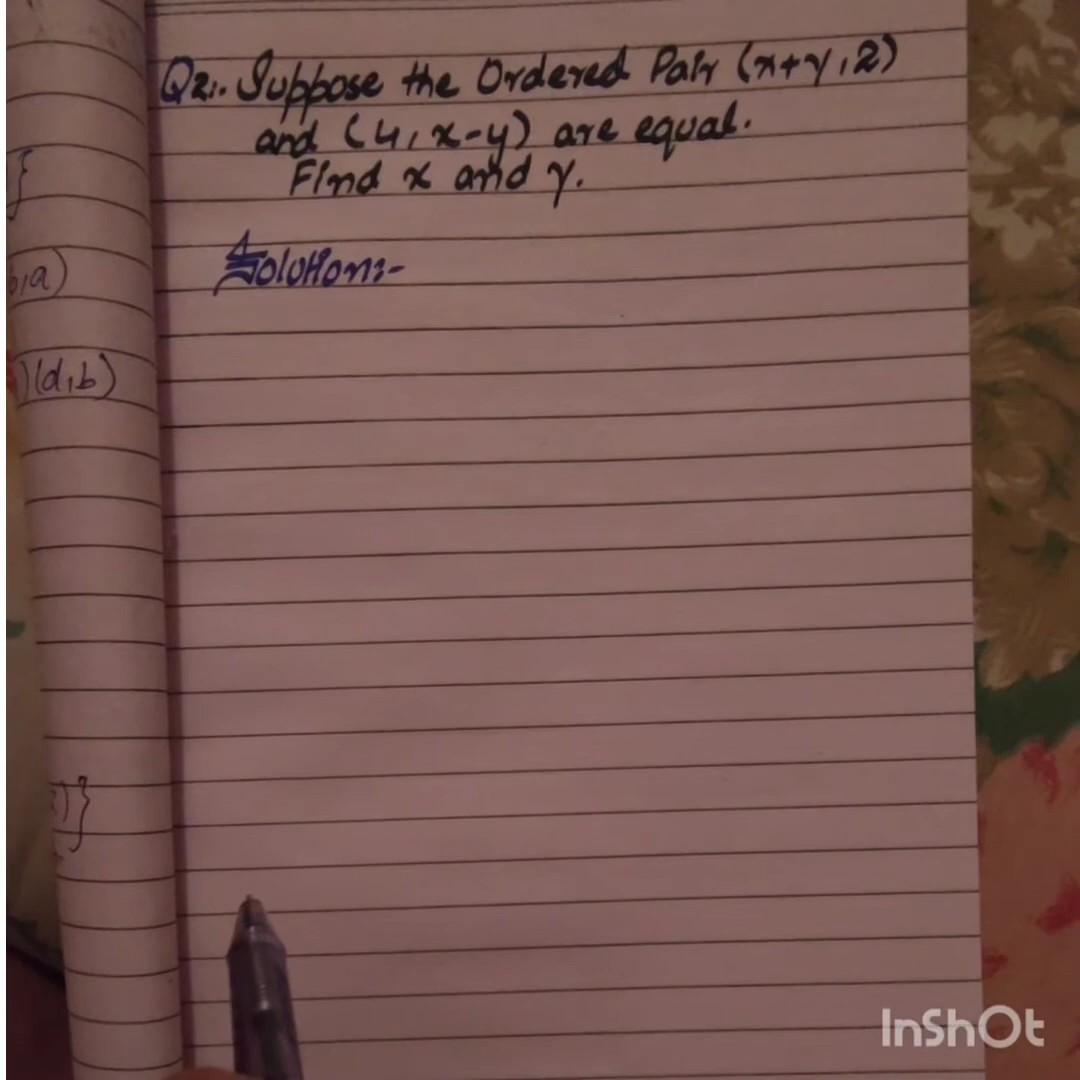 Q2:. Suppose the Ordered Pair (x+y, 2)
and (4, x-y) are equal.
Find x and y.
Solution:-
}
b,a)
)(d,b)
)}
InShOt